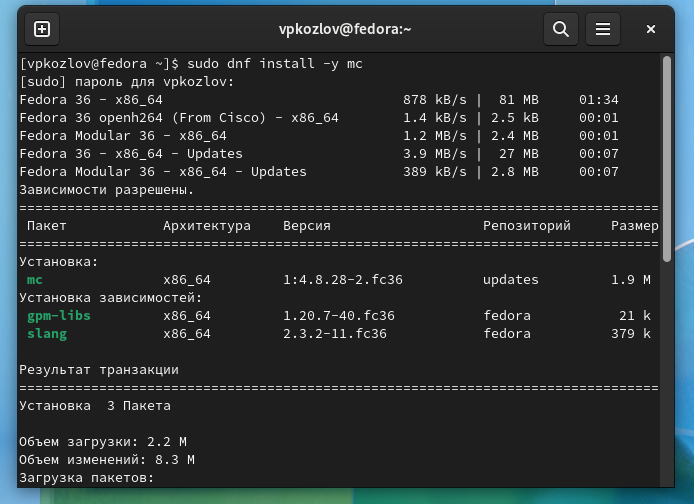 vpkozlov@fedora:~
[vpkozlov@fedora ~]$ sudo dnf install -y mc
[sudo] пароль для vpkozlov:
Fedora 36 - x86_64 878 kB/s | 81 MB 01:34
Fedora 36 openh264 (From Cisco) - x86_64 1.4 kB/s | 2.5 kB 00:01
Fedora Modular 36 - x86_64 1.2 MB/s | 2.4 MB 00:01
Fedora 36 - x86_64 - Updates 3.9 MB/s | 27 MB 00:07
Fedora Modular 36 - x86_64 - Updates 389 kB/s | 2.8 MB 00:07
Зависимости разрешены.
================================================================================
Пакет Архитектура Версия Репозиторий Размер
================================================================================
Установка:
mc x86_64 1:4.8.28-2.fc36 updates 1.9 M
Установка зависимостей:
gpm-libs x86_64 1.20.7-40.fc36 fedora 21 k
slang x86_64 2.3.2-11.fc36 fedora 379 k
Результат транзакции
================================================================================
Установка 3 Пакета
Объем загрузки: 2.2 M
Объем изменений: 8.3 M
Загрузка пакетов: